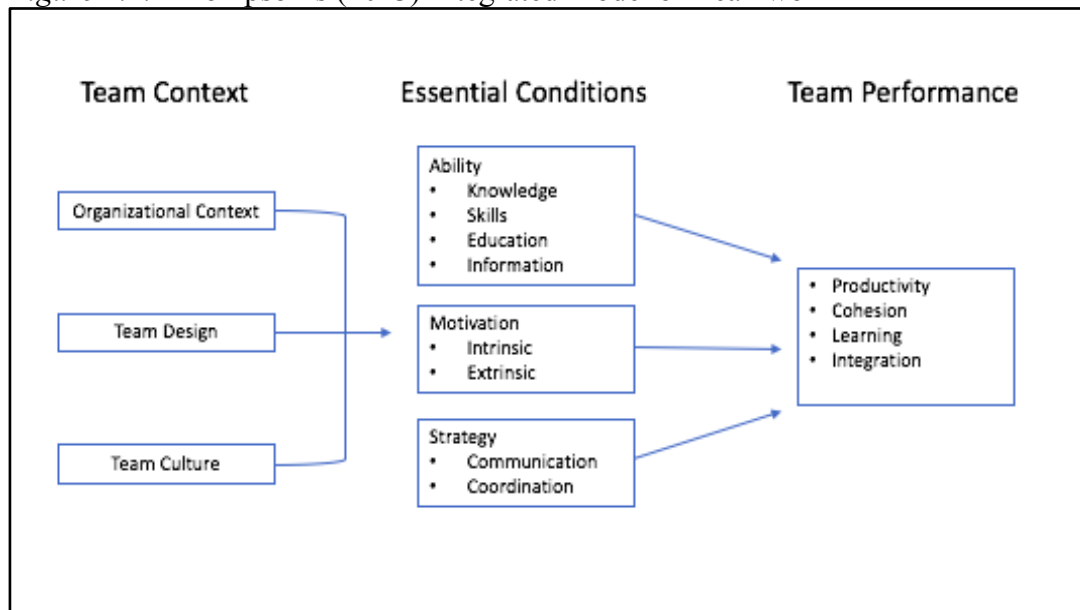 Team Context
Essential Conditions
Team Performance
Organizational Context
Team Design
Team Culture
Ability
• Knowledge
• Skills
• Education
• Information
Motivation
• Intrinsic
• Extrinsic
Strategy
• Communication
• Coordination
• Productivity
• Cohesion
• Learning
• Integration